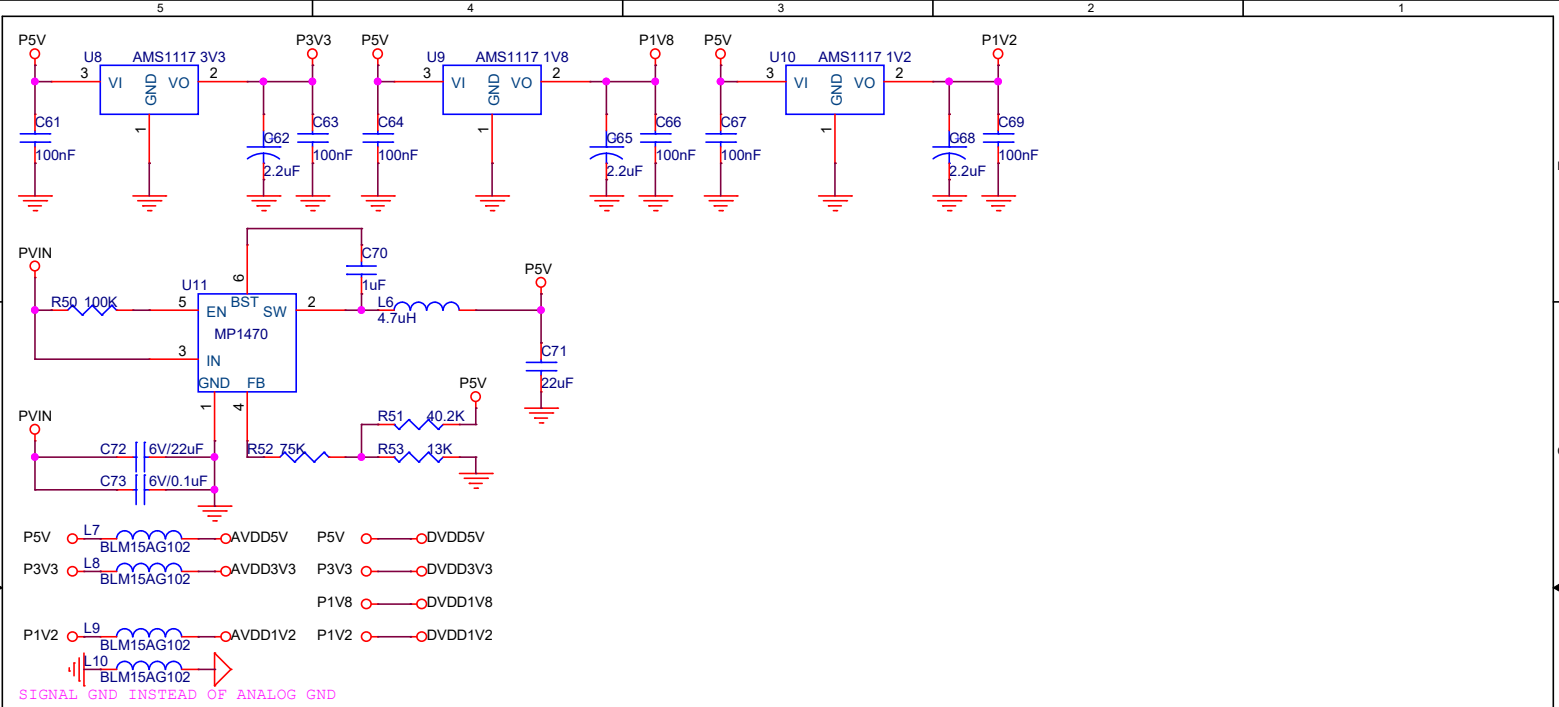 5 4 3 2 1
P5V P3V3 P5V P1V8 P5V P1V2
U8 AMS1117 3V3 U9 AMS1117 1V8 U10 AMS1117 1V2
3 VI GND VO 2 3 VI GND VO 2 3 VI GND VO 2
1 1 1
C61 C63 C64 C66 C67 C69
C62 C65 C68
100nF 100nF 100nF 100nF 100nF 100nF
2.2uF 2.2uF 2.2uF
PVIN C70
1uF
P5V
U11 6
R50 100K 5 EN BST SW 2 L6
4.7uH
MP1470
3 IN
C71
22uF
GND FB
1 4
P5V
PVIN R51 40.2K
C72 6V/22uF R52 75K R53 13K
C73 6V/0.1uF
P5V L7 AVDD5V P5V DVDD5V
BLM15AG102
P3V3 L8 AVDD3V3 P3V3 DVDD3V3
BLM15AG102
P1V8 DVDD1V8
P1V2 L9 AVDD1V2 P1V2 DVDD1V2
BLM15AG102
L10
BLM15AG102
SIGNAL GND INSTEAD OF ANALOG GND